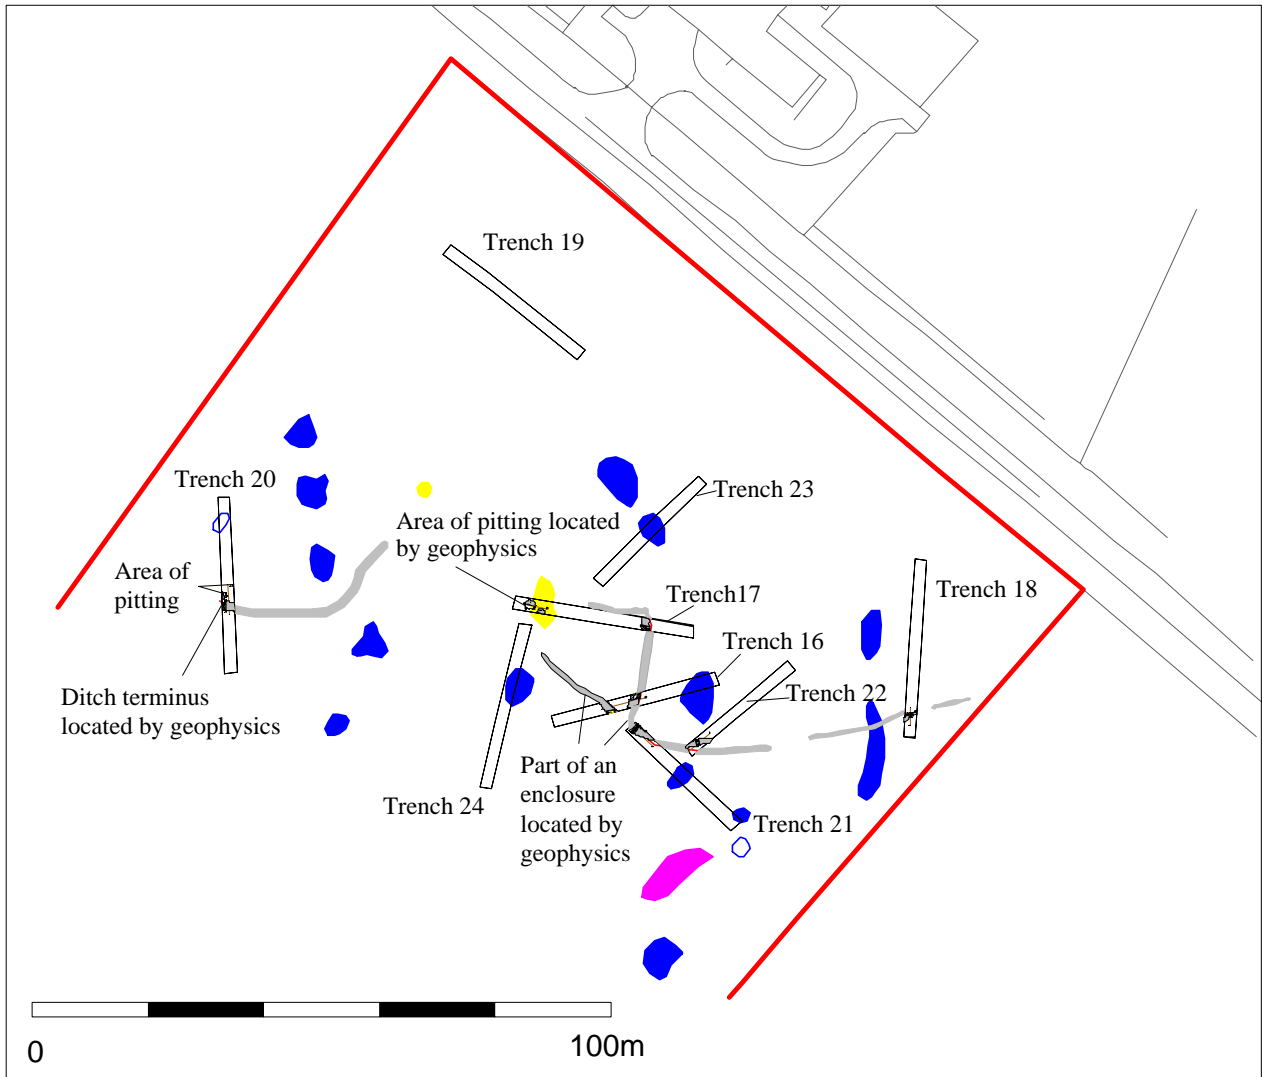 Trench 19
Trench 20
Trench 23
Area of pitting located
by geophysics
Area of
pitting
Trench17
Trench 18
Trench 16
Trench 22
Ditch terminus
located by geophysics
Part of an
enclosure
located by
geophysics
Trench 24
Trench 21
0
100m